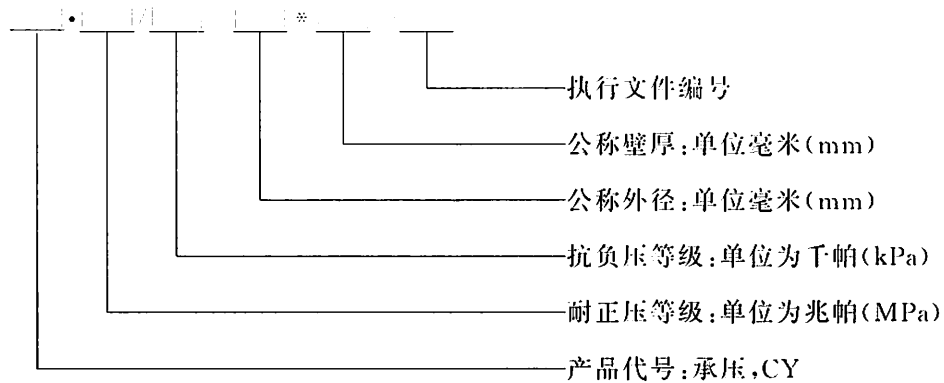 • / *
执行文件编号
公称壁厚:单位毫米(mm)
公称外径:单位毫米(mm)
抗负压等级:单位为千帕(kPa)
耐正压等级:单位为兆帕(MPa)
产品代号:承压,CY